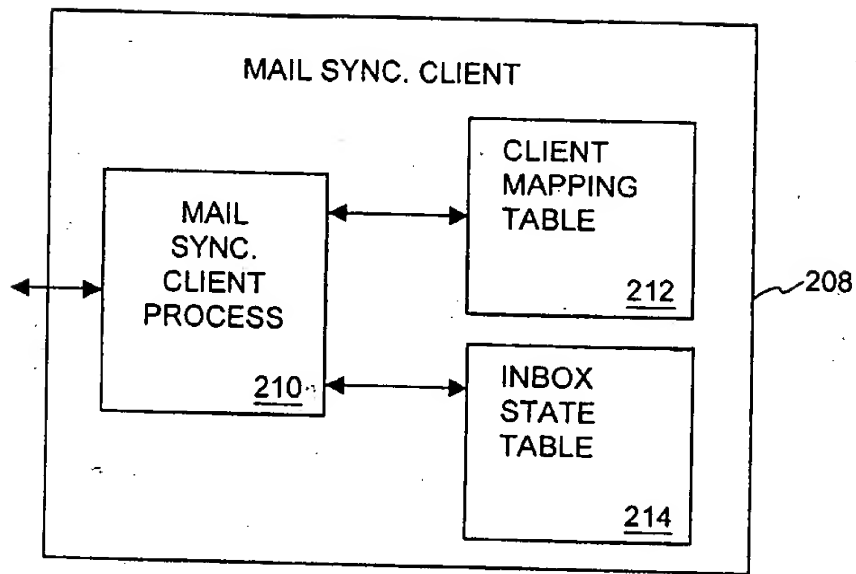 MAIL SYNC. CLIENT
MAIL
SYNC.
CLIENT
PROCESS
210
CLIENT
MAPPING
TABLE
212
INBOX
STATE
TABLE
214
208